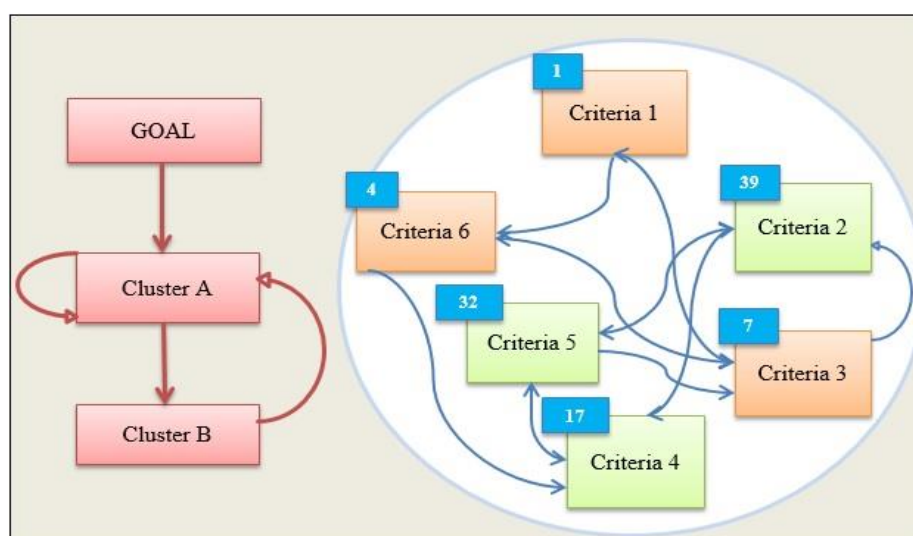 GOAL
Cluster A
Cluster B
1
Criteria 1
4
Criteria 6
39
Criteria 2
32
Criteria 5
7
Criteria 3
17
Criteria 4